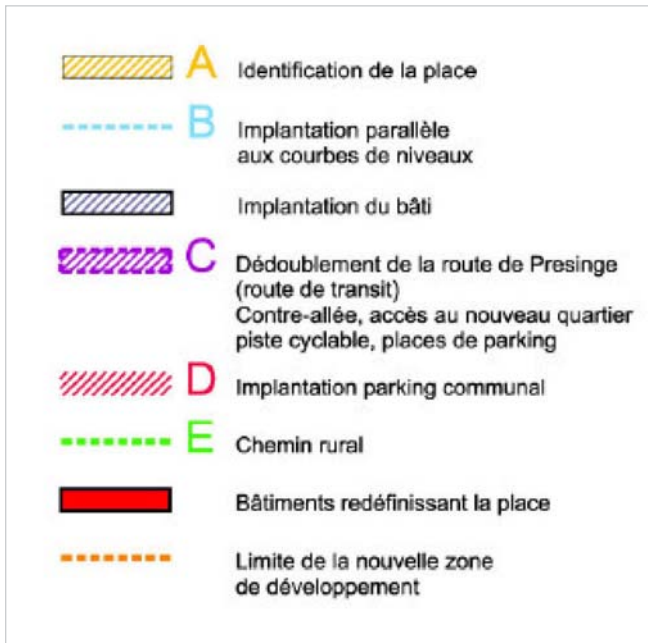 A Identification de la place
B Implantation parallèle
aux courbes de niveaux
Implantation du bâti
C Dédoublement de la route de Presinge
(route de transit)
Contre-allée, accès au nouveau quartier
piste cyclable, places de parking
D Implantation parking communal
E Chemin rural
Bâtiments redéfinissant la place
Limite de la nouvelle zone
de développement